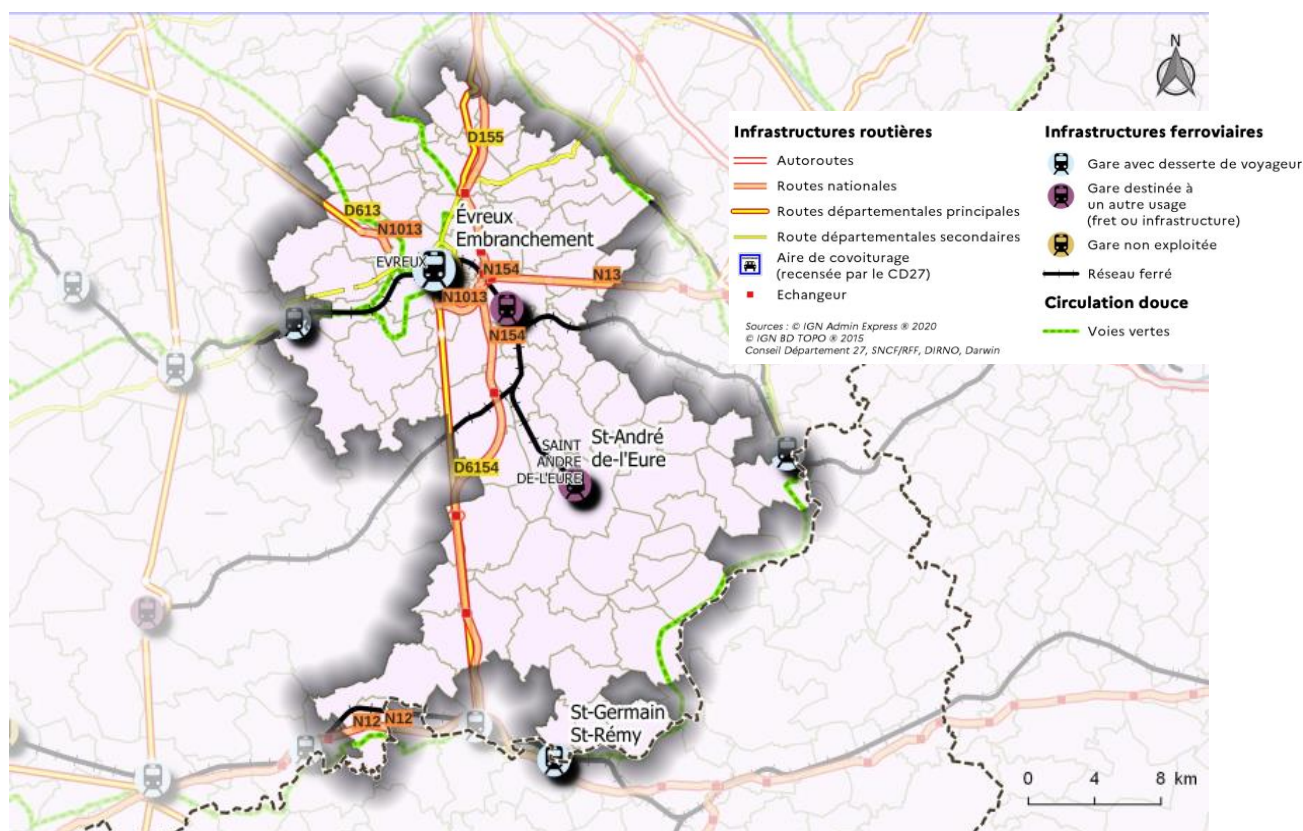 N
Infrastructures routières
Autoroutes
Routes nationales
Routes départementales principales
Route départementales secondaires
Aire de covoiturage
(recensée par le CD27)
Echangeur
Sources : © IGN Admin Express ® 2020
© IGN BD TOPO ® 2015
Conseil Département 27, SNCF/RFF, DIRNO, Darwin
Infrastructures ferroviaires
Gare avec desserte de voyageur
Gare destinée à
un autre usage
(fret ou infrastructure)
Gare non exploitée
Réseau ferré
Circulation douce
Voies vertes
D155
D613
N1013
Évreux
Embranchement
EVREUX
N154
N13
N1013
N154
St-André
de-l'Eure
SAINT
ANDRE
DE-L'EURE
D6154
St-Germain
St-Rémy
N12
N12
0 4 8 km